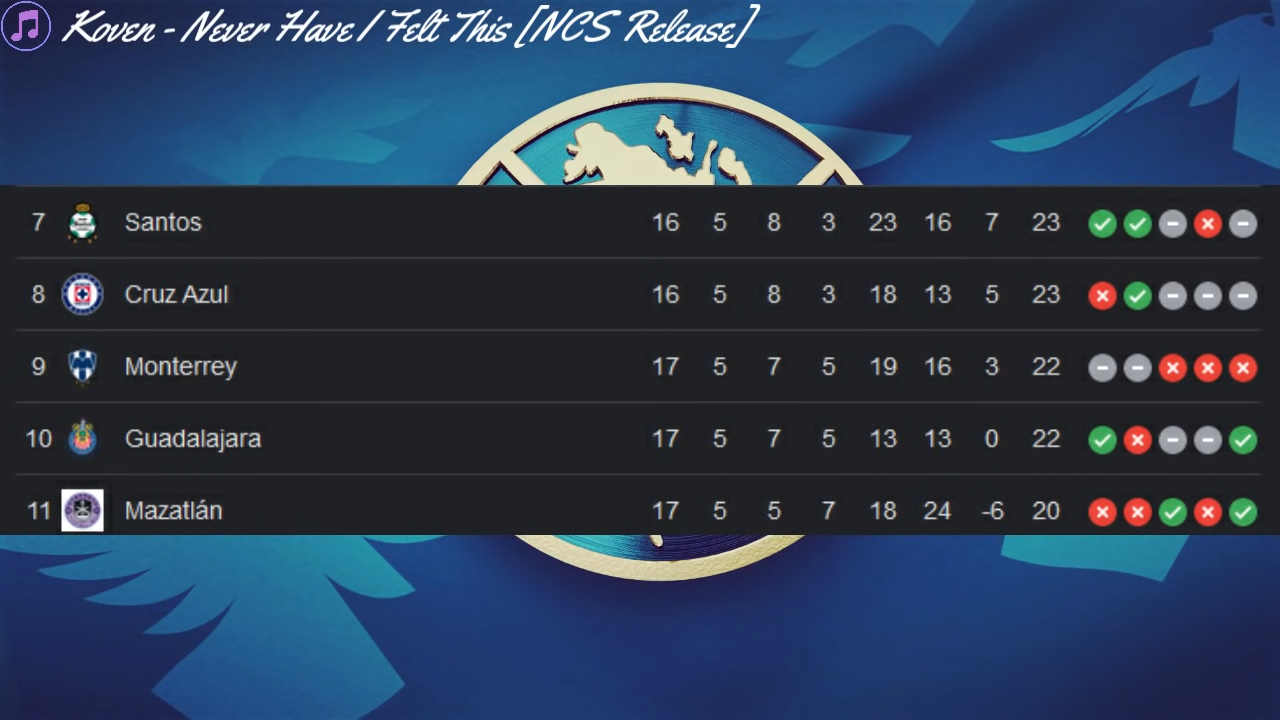 Koven - Never Have I Felt This [NCS Release]
7 Santos 16 5 8 3 23 16 7 23
8 Cruz Azul 16 5 8 3 18 13 5 23
9 Monterrey 17 5 7 5 19 16 3 22
10 Guadalajara 17 5 7 5 13 13 0 22
11 Mazatlán 17 5 5 7 18 24 -6 20